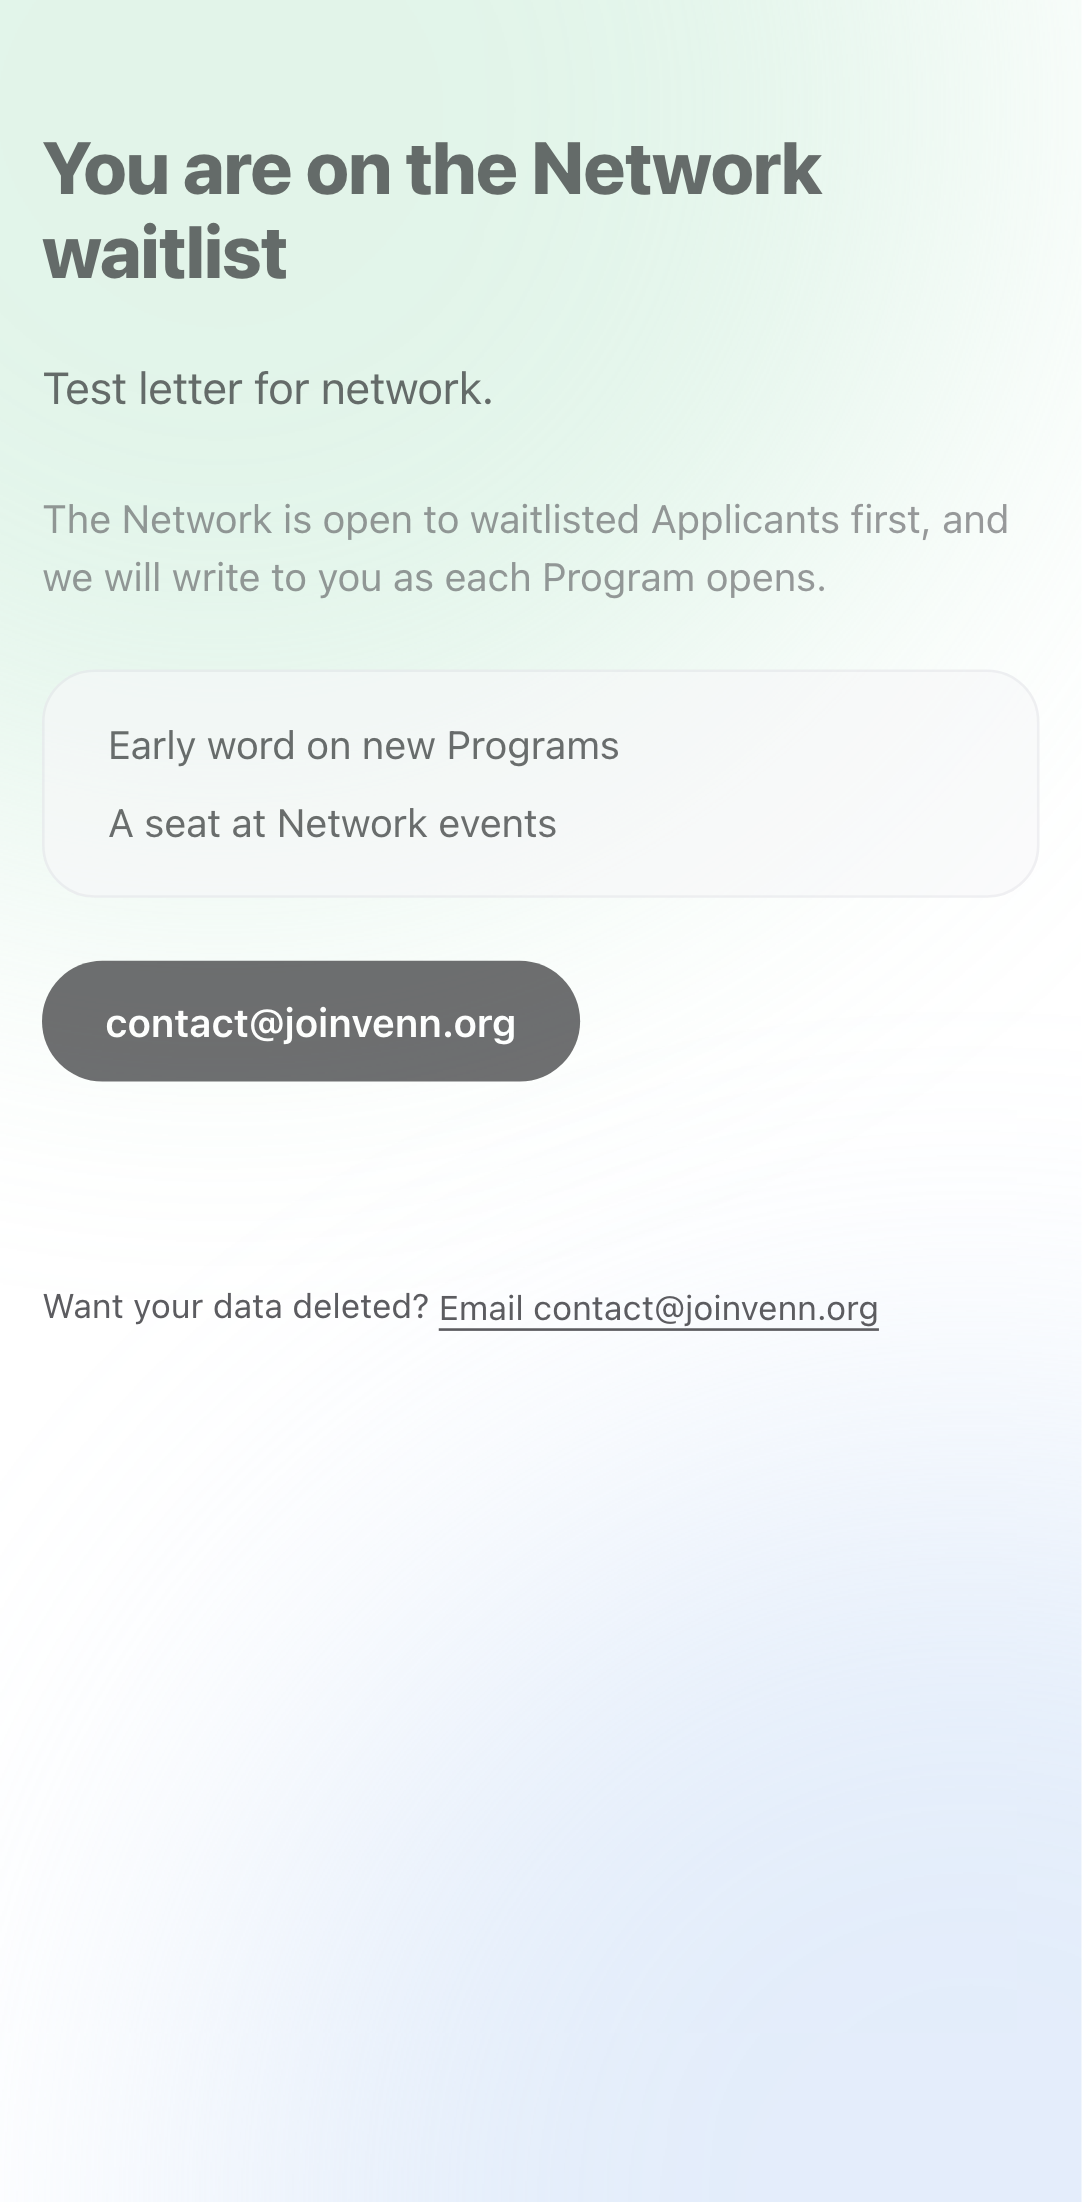 You are on the Network
waitlist
Test letter for network.
The Network is open to waitlisted Applicants first, and
we will write to you as each Program opens.
Early word on new Programs
A seat at Network events
contact@joinvenn.org
Want your data deleted? Email contact@joinvenn.org